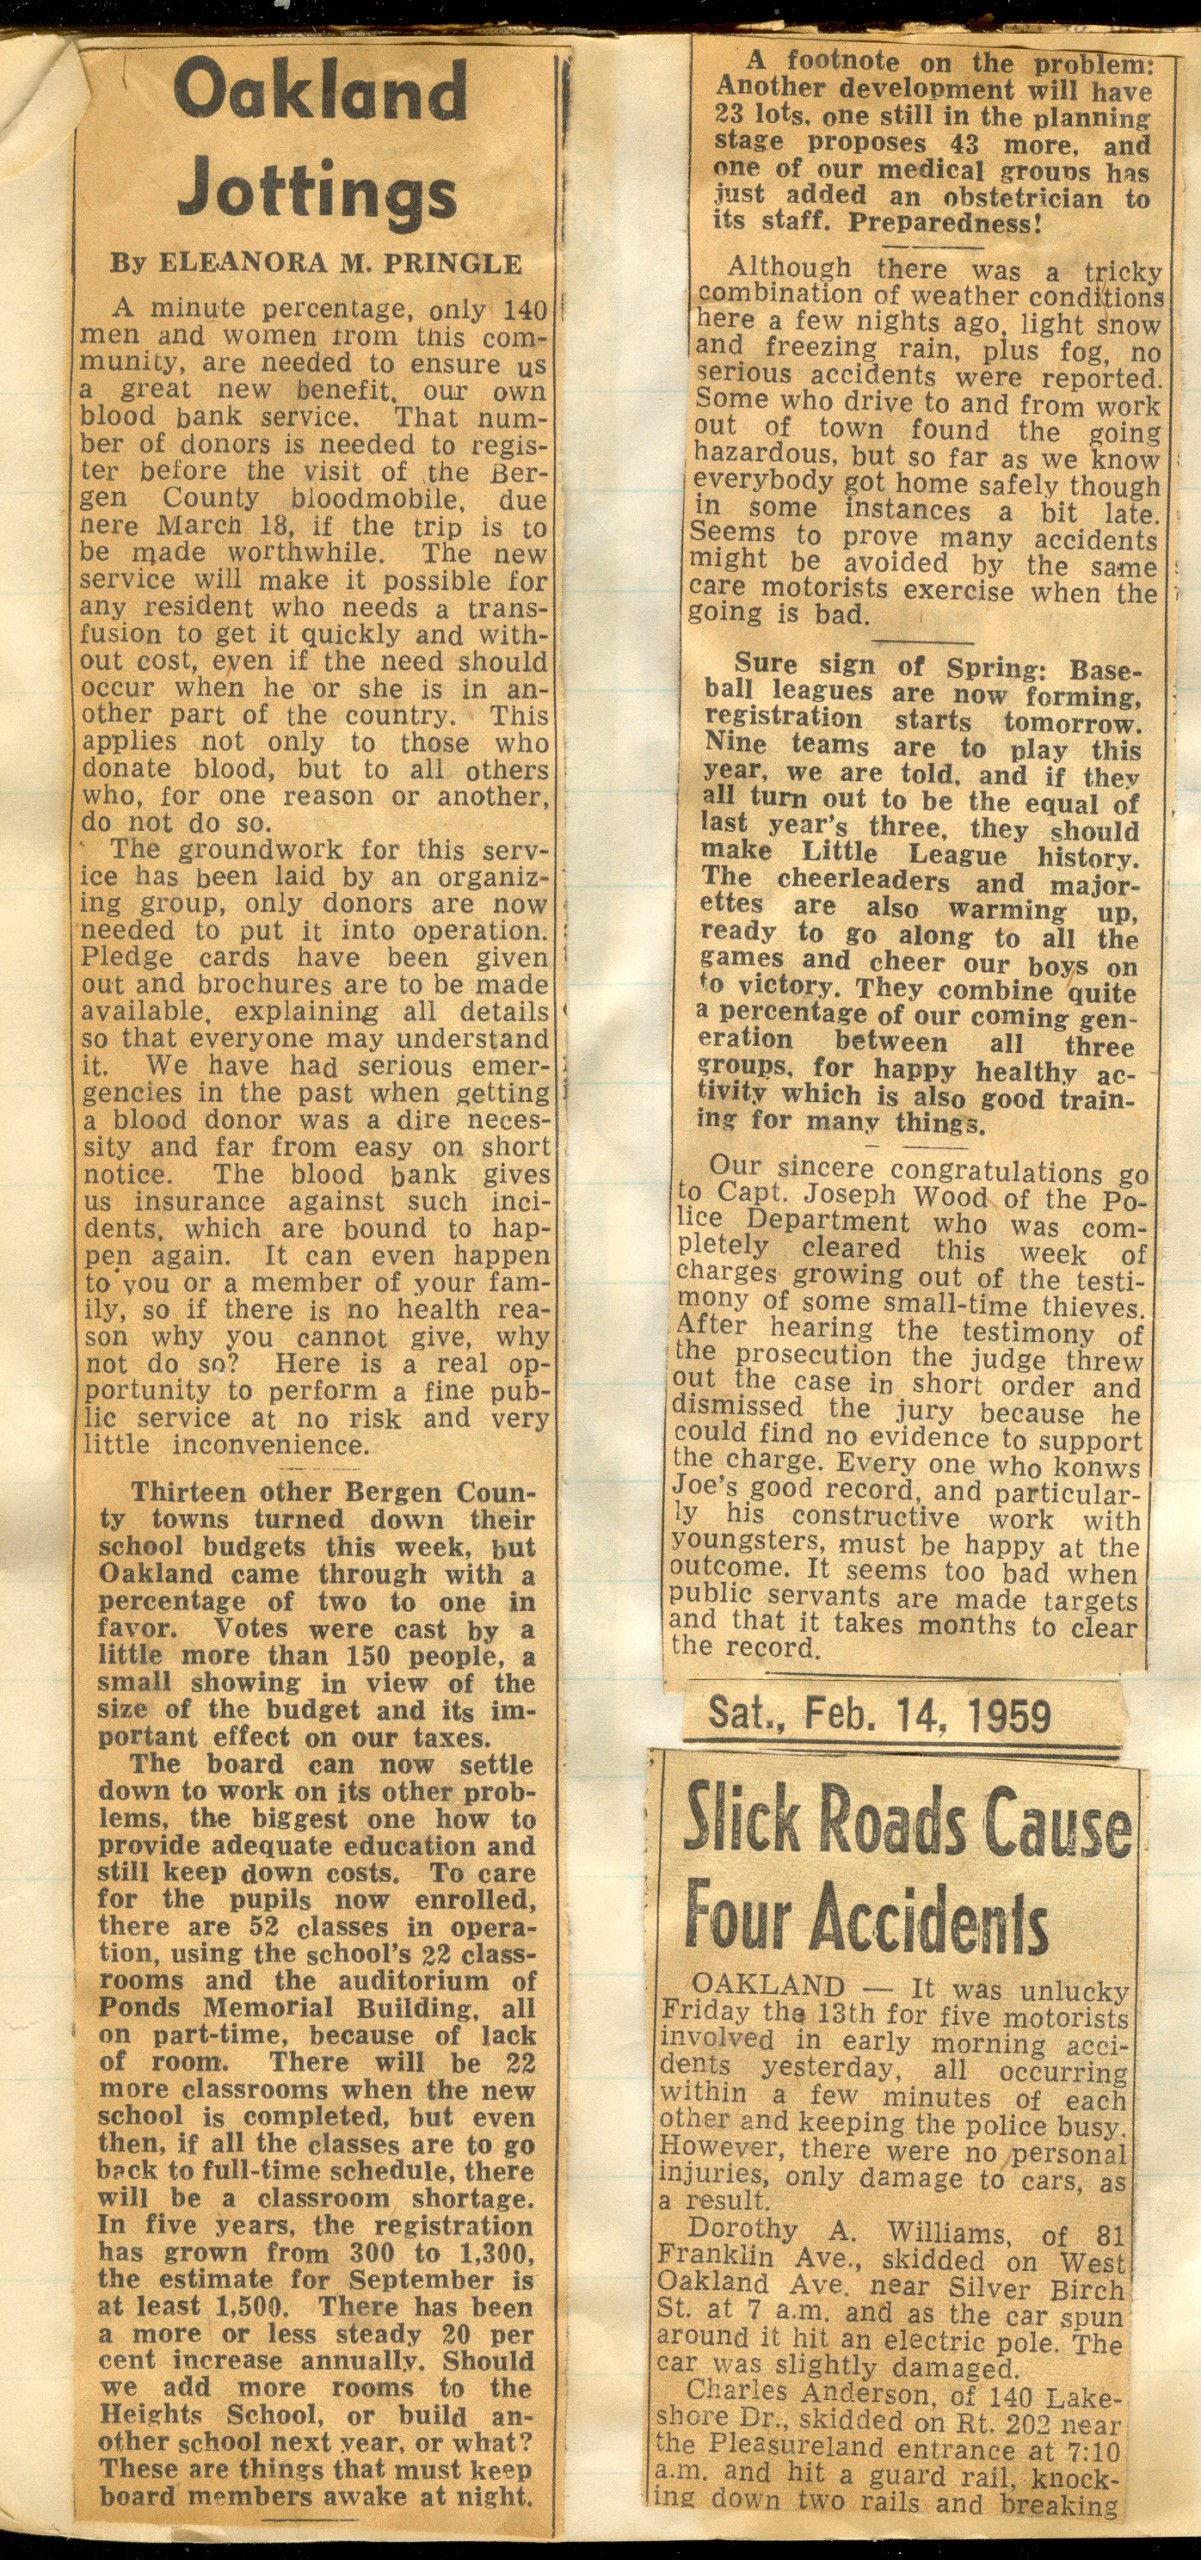 Oakland
Jottings
By ELEANORA M. PRINGLE
A minute percentage, only 140
men and women from this com-
munity, are needed to ensure us
a great new benefit, our own
blood bank service. That num-
ber of donors is needed to regis-
ter before the visit of the Ber-
gen County bloodmobile, due
here March 18, if the trip is to
be made worthwhile. The new
service will make it possible for
any resident who needs a trans-
fusion to get it quickly and with-
out cost, even if the need should
occur when he or she is in an-
other part of the country. This
applies not only to those who
donate blood, but to all others
who, for one reason or another,
do not do so.
The groundwork for this serv-
ice has been laid by an organiz-
ing group, only donors are now
needed to put it into operation.
Pledge cards have been given
out and brochures are to be made
available, explaining all details
so that everyone may understand
it. We have had serious emer-
gencies in the past when getting
a blood donor was a dire neces-
sity and far from easy on short
notice. The blood bank gives
us insurance against such inci-
dents, which are bound to hap-
pen again. It can even happen
to you or a member of your fam-
ily, so if there is no health rea-
son why you cannot give, why
not do so? Here is a real op-
portunity to perform a fine pub-
lic service at no risk and very
little inconvenience.
Thirteen other Bergen Coun-
ty towns turned down their
school budgets this week, but
Oakland came through with a
percentage of two to one in
favor. Votes were cast by a
little more than 150 people, a
small showing in view of the
size of the budget and its im-
portant effect on our taxes.
The board can now settle
down to work on its other prob-
lems, the biggest one how to
provide adequate education and
still keep down costs. To care
for the pupils now enrolled,
there are 52 classes in opera-
tion, using the school's 22 class-
rooms and the auditorium of
Ponds Memorial Building, all
on part-time, because of lack
of room. There will be 22
more classrooms when the new
school is completed, but even
then, if all the classes are to go
back to full-time schedule, there
will be a classroom shortage.
In five years, the registration
has grown from 300 to 1,300,
the estimate for September is
at least 1,500. There has been
a more or less steady 20 per
cent increase annually. Should
we add more rooms to the
Heights School, or build an-
other school next year, or what?
These are things that must keep
board members awake at night.
A footnote on the problem:
Another development will have
23 lots, one still in the planning
stage proposes 43 more, and
one of our medical groups has
just added an obstetrician to
its staff. Preparedness!
Although there was a tricky
combination of weather conditions
here a few nights ago, light snow
and freezing rain, plus fog, no
serious accidents were reported.
Some who drive to and from work
out of town found the going
hazardous, but so far as we know
everybody got home safely though
in some instances a bit late.
Seems to prove many accidents
might be avoided by the same
care motorists exercise when the
going is bad.
Sure sign of Spring: Base-
ball leagues are now forming,
registration starts tomorrow.
Nine teams are to play this
year, we are told, and if they
all turn out to be the equal of
last year's three, they should
make Little League history.
The cheerleaders and major-
ettes are also warming up,
ready to go along to all the
games and cheer our boys on
to victory. They combine quite
a percentage of our coming gen-
eration between all three
groups, for happy healthy ac-
tivity which is also good train-
ing for many things.
Our sincere congratulations go
to Capt. Joseph Wood of the Po-
lice Department who was com-
pletely cleared this week of
charges growing out of the testi-
mony of some small-time thieves.
After hearing the testimony of
the prosecution the judge threw
out the case in short order and
dismissed the jury because he
could find no evidence to support
the charge. Every one who konws
Joe's good record, and particular-
ly his constructive work with
youngsters, must be happy at the
outcome. It seems too bad when
public servants are made targets
and that it takes months to clear
the record.
Sat., Feb. 14, 1959
Slick Roads Cause
Four Accidents
OAKLAND — It was unlucky
Friday the 13th for five motorists
involved in early morning acci-
dents yesterday, all occurring
within a few minutes of each
other and keeping the police busy.
However, there were no personal
injuries, only damage to cars, as
a result.
Dorothy A. Williams, of 81
Franklin Ave., skidded on West
Oakland Ave. near Silver Birch
St. at 7 a.m. and as the car spun
around it hit an electric pole. The
car was slightly damaged.
Charles Anderson, of 140 Lake-
shore Dr., skidded on Rt. 202 near
the Pleasureland entrance at 7:10
a.m. and hit a guard rail, knock-
ing down two rails and breaking